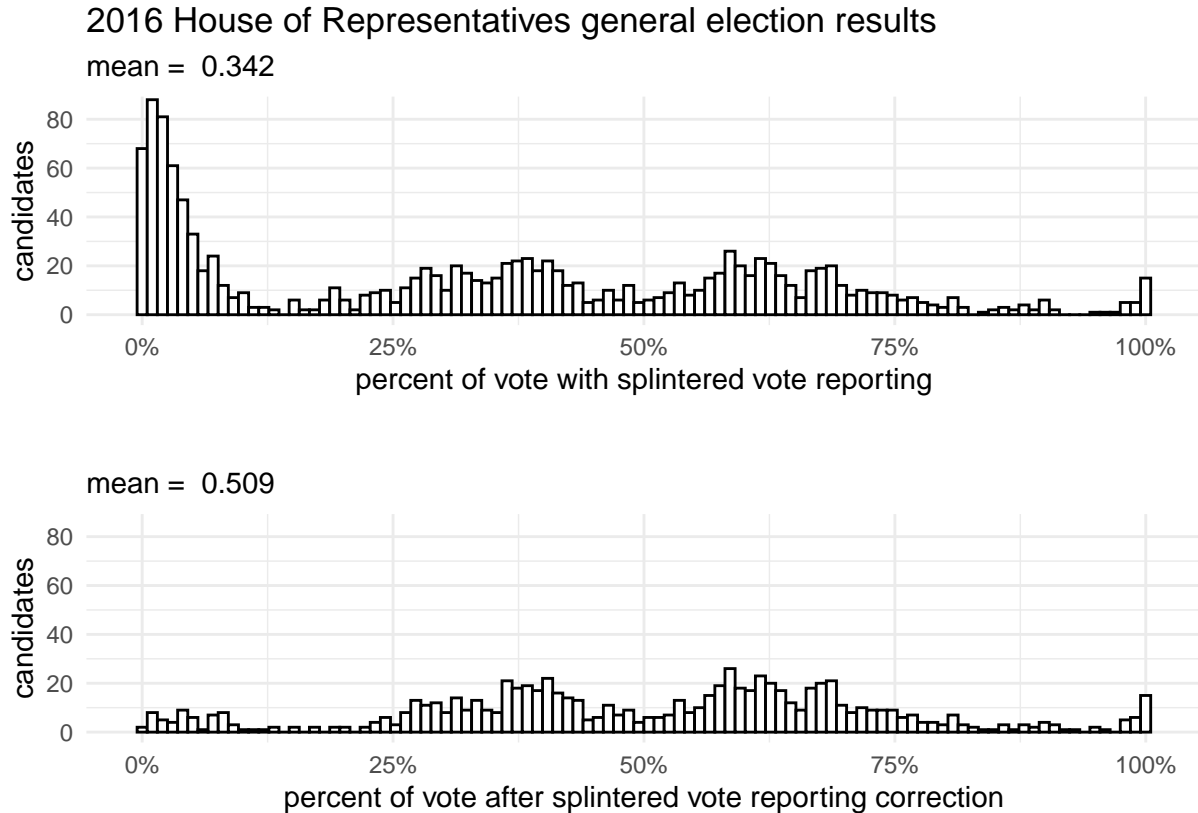 2016 House of Representatives general election results
mean =  0.342
candidates
80
60
40
20
0
0% 25% 50% 75% 100%
percent of vote with splintered vote reporting
mean =  0.509
candidates
80
60
40
20
0
0% 25% 50% 75% 100%
percent of vote after splintered vote reporting correction